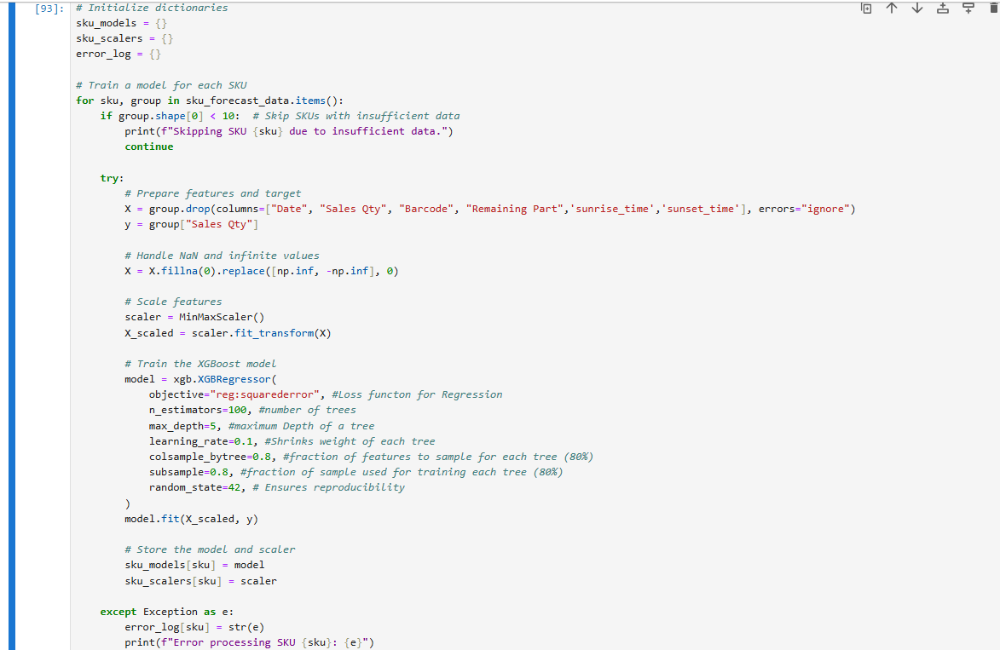 [93]: # Initialize dictionaries
sku_models = {}
sku_scalers = {}
error_log = {}
# Train a model for each SKU
for sku, group in sku_forecast_data.items():
    if group.shape[0] < 10:  # Skip SKUs with insufficient data
        print(f"Skipping SKU {sku} due to insufficient data.")
        continue
    try:
        # Prepare features and target
        X = group.drop(columns=["Date", "Sales Qty", "Barcode", "Remaining Part",'sunrise_time','sunset_time'], errors="ignore")
        y = group["Sales Qty"]
        # Handle NaN and infinite values
        X = X.fillna(0).replace([np.inf, -np.inf], 0)
        # Scale features
        scaler = MinMaxScaler()
        X_scaled = scaler.fit_transform(X)
        # Train the XGBoost model
        model = xgb.XGBRegressor(
            objective="reg:squarederror", #Loss functon for Regression
            n_estimators=100, #number of trees
            max_depth=5, #maximum Depth of a tree
            learning_rate=0.1, #Shrinks weight of each tree
            colsample_bytree=0.8, #fraction of features to sample for each tree (80%)
            subsample=0.8, #fraction of sample used for training each tree (80%)
            random_state=42, # Ensures reproducibility
        )
        model.fit(X_scaled, y)
        # Store the model and scaler
        sku_models[sku] = model
        sku_scalers[sku] = scaler
    except Exception as e:
        error_log[sku] = str(e)
        print(f"Error processing SKU {sku}: {e}")